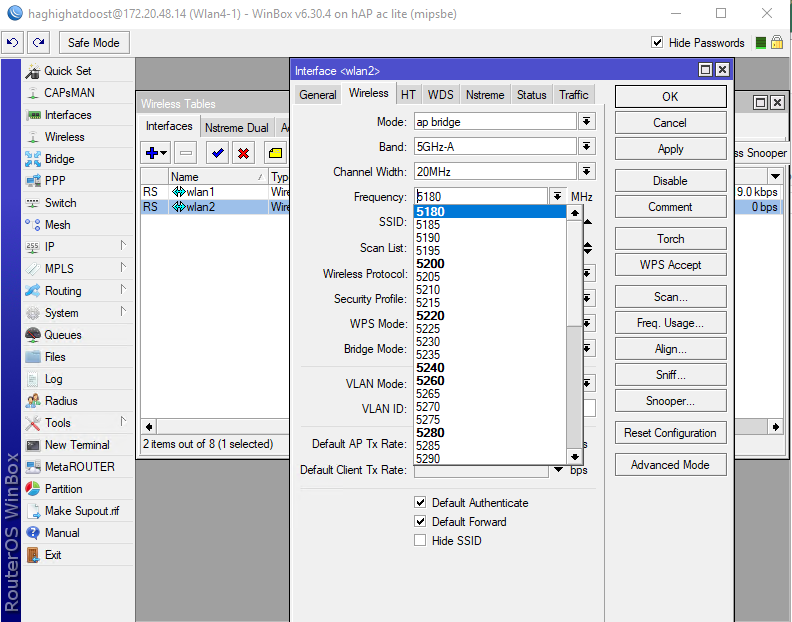 haghighatdoost@172.20.48.14 (Wlan4-1) - WinBox v6.30.4 on hAP ac lite (mipsbe)
Safe Mode
Hide Passwords
RouterOS WinBox
Quick Set
CAPsMAN
Interfaces
Wireless
Bridge
PPP
Switch
Mesh
IP
MPLS
Routing
System
Queues
Files
Log
Radius
Tools
New Terminal
MetaROUTER
Partition
Make Supout.rif
Manual
Exit
Wireless Tables
Interfaces
Nstreme Dual
Name
RS wlan1
RS wlan2
2 items out of 8 (1 selected)
ss Snooper
9.0 kbps
0 bps
Interface <wlan2>
General
Wireless
HT
WDS
Nstreme
Status
Traffic
Mode: ap bridge
Band: 5GHz-A
Channel Width: 20MHz
Frequency: 5180 MHz
SSID:
Scan List:
Wireless Protocol:
Security Profile:
WPS Mode:
Bridge Mode:
VLAN Mode:
VLAN ID:
Default AP Tx Rate:
Default Client Tx Rate: bps
5180
5185
5190
5195
5200
5205
5210
5215
5220
5225
5230
5235
5240
5260
5265
5270
5275
5280
5285
5290
Default Authenticate
Default Forward
Hide SSID
OK
Cancel
Apply
Disable
Comment
Torch
WPS Accept
Scan...
Freq. Usage...
Align...
Sniff...
Snooper...
Reset Configuration
Advanced Mode